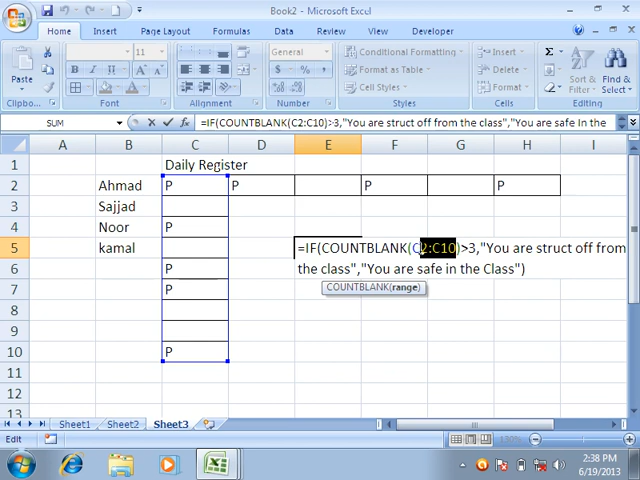 Book2 - Microsoft Excel
Home Insert Page Layout Formulas Data Review View Developer
Paste
Clipboard
B I U
11
A A
Font
Alignment
General
$ % ,
Number
Conditional Formatting
Format as Table
Cell Styles
Styles
Insert
Delete
Format
Cells
Sort & Filter
Find & Select
Editing
SUM
=IF(COUNTBLANK(C2:C10)>3,"You are struct off from the class","You are safe In the
A B C D E F G H I
1 Daily Register
2 Ahmad P P P P
3 Sajjad
4 Noor P
5 kamal =IF(COUNTBLANK(C2:C10)>3,"You are struct off from
6 P the class","You are safe in the Class")
7 P COUNTBLANK(range)
8
9
10 P
11
12
13
Sheet1 Sheet2 Sheet3
Edit
130%
2:38 PM
6/19/2013